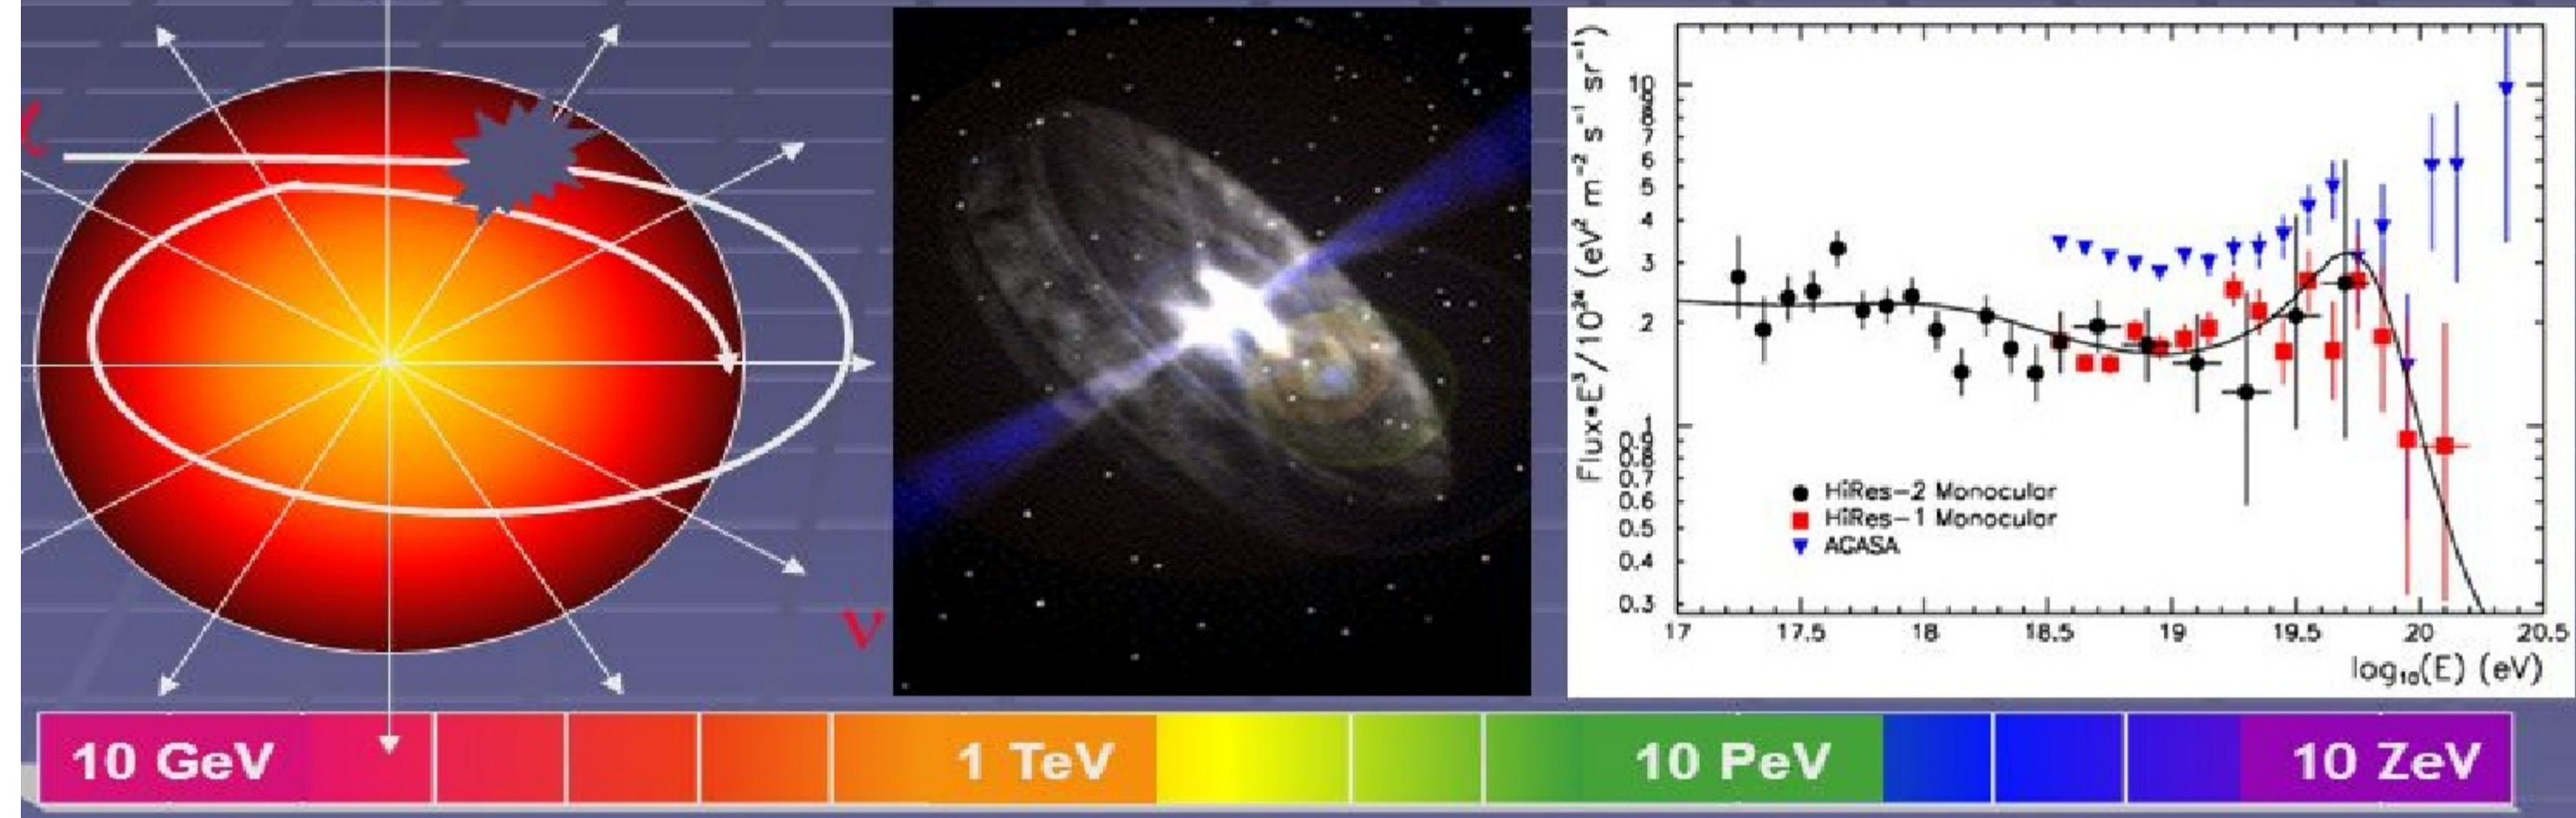 ν
Flux*E³/10²⁴ (eV² m⁻² s⁻¹ sr⁻¹)
10
9
8
7
6
5
4
3
2
1
0.9
0.8
0.7
0.6
0.5
0.4
0.3
HiRes-2 Monocular
HiRes-1 Monocular
AGASA
17 17.5 18 18.5 19 19.5 20 20.5
log₁₀(E) (eV)
10 GeV 1 TeV 10 PeV 10 ZeV